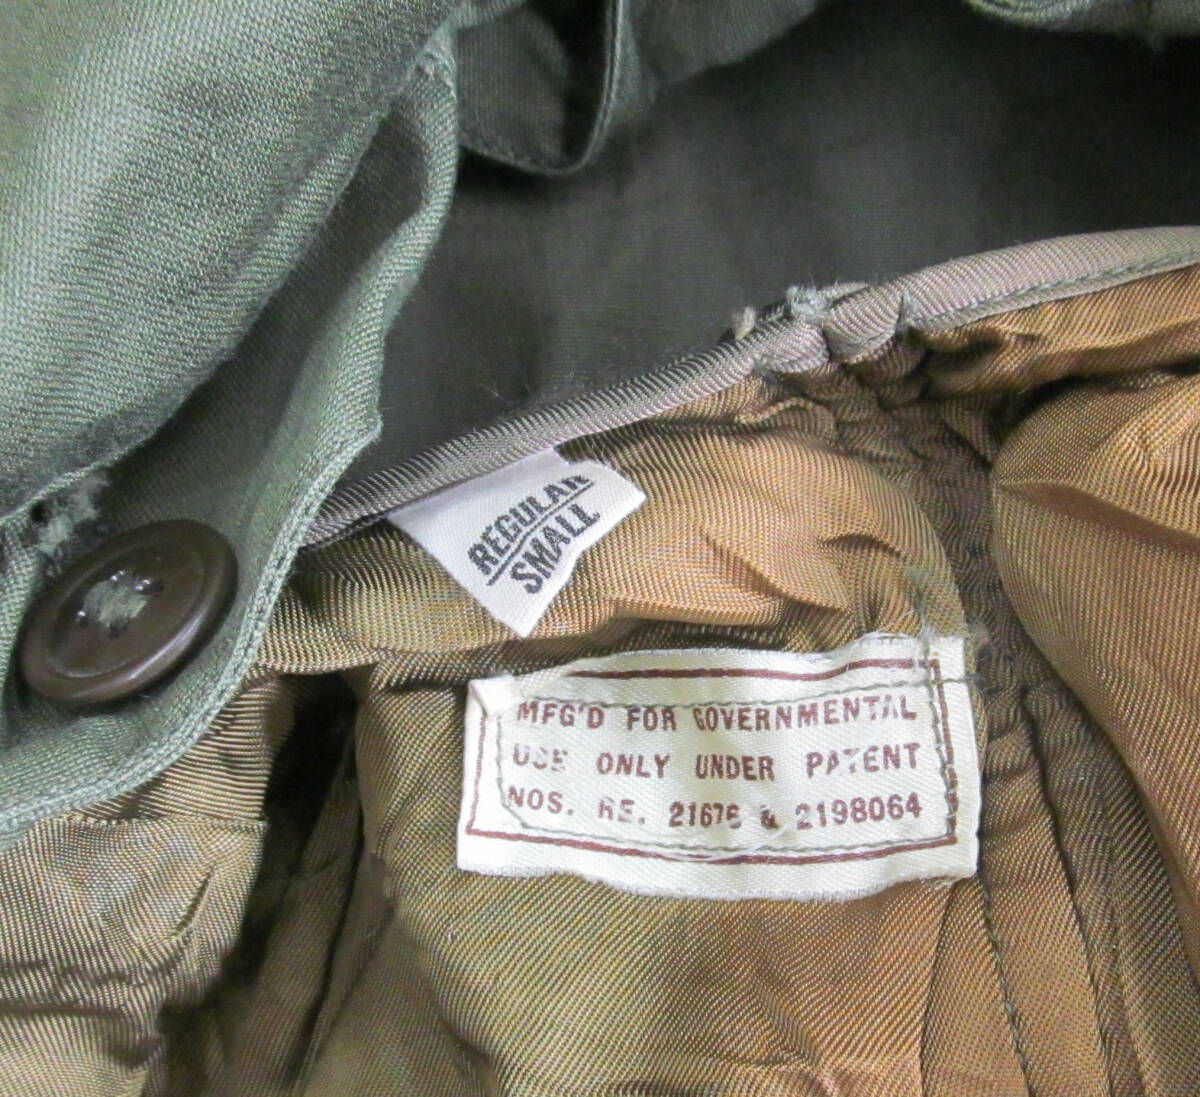 REGULAR
SMALL
MFG'D FOR GOVERNMENTAL
USE ONLY UNDER PATENT
NOS. RE. 21676 & 2198064